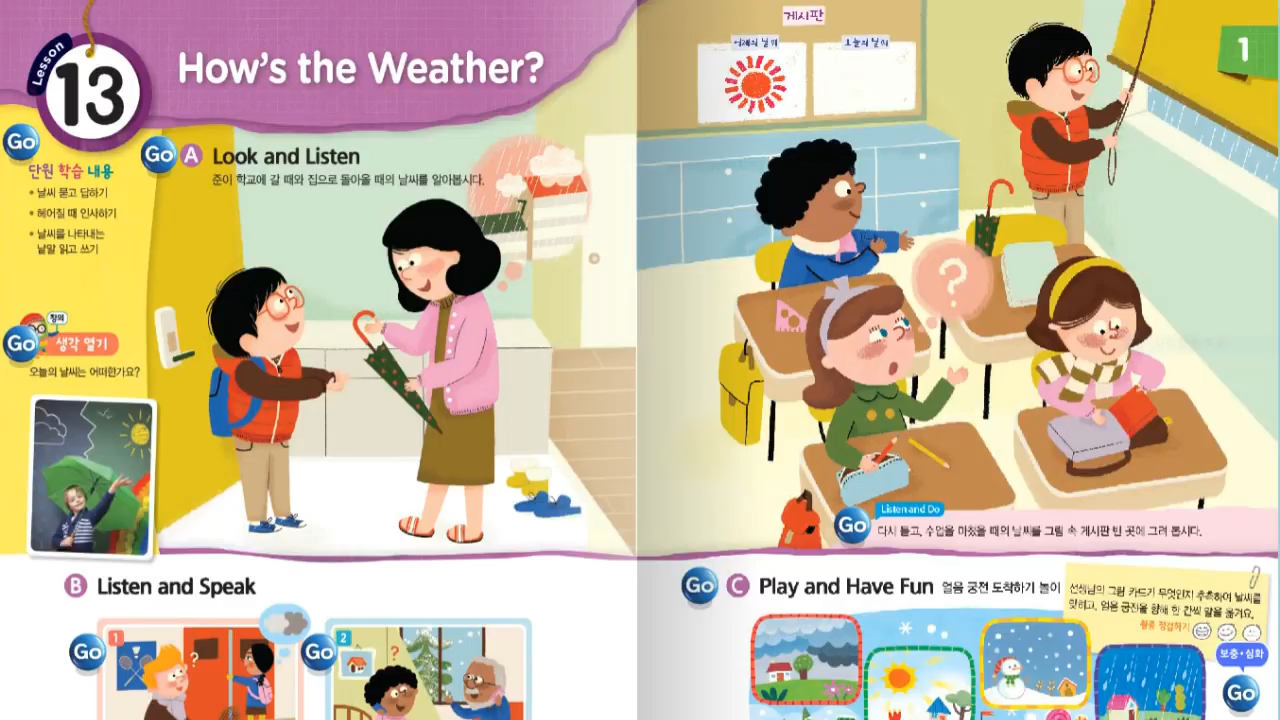 Lesson
13
How's the Weather?
Go
단원 학습 내용
• 날씨 묻고 답하기
• 헤어질 때 인사하기
• 날씨를 나타내는
낱말 읽고 쓰기
창의
Go
생각 열기
오늘의 날씨는 어떠한가요?
Go A Look and Listen
준이 학교에 갈 때와 집으로 돌아올 때의 날씨를 알아봅시다.
게시판
어제의 날씨
오늘의 날씨
1
?
Listen and Do
Go
다시 듣고, 수업을 마쳤을 때의 날씨를 그림 속 게시판 빈 곳에 그려 봅시다.
B Listen and Speak
Go
1
?
Go
2
?
Go C Play and Have Fun 얼음 궁전 도착하기 놀이
선생님의 그림 카드가 무엇인지 추측하여 날씨를
맞히고, 얼음 궁전을 향해 한 칸씩 말을 옮겨요.
활동 점검하기
보충·심화
Go